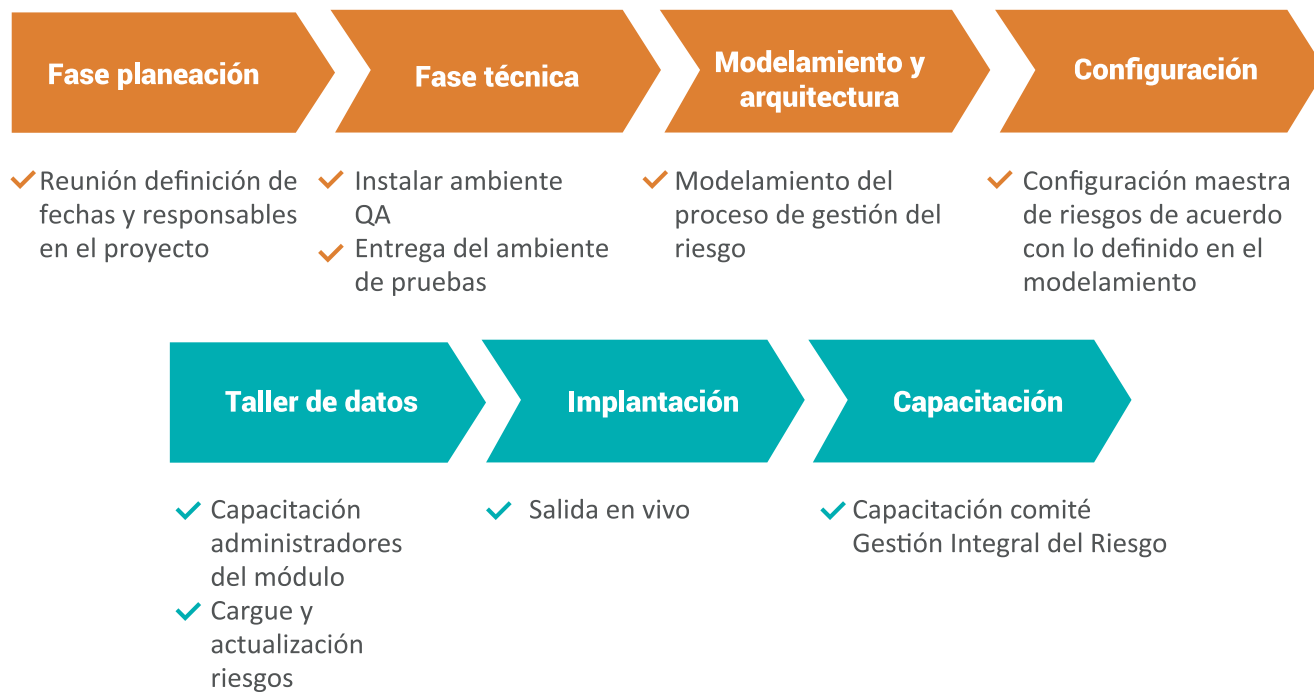 Fase planeación
Fase técnica
Modelamiento y
arquitectura
Configuración
Reunión definición de
fechas y responsables
en el proyecto
Instalar ambiente
QA
Entrega del ambiente
de pruebas
Modelamiento del
proceso de gestión del
riesgo
Configuración maestra
de riesgos de acuerdo
con lo definido en el
modelamiento
Taller de datos
Implantación
Capacitación
Capacitación
administradores
del módulo
Cargue y
actualización
riesgos
Salida en vivo
Capacitación comité
Gestión Integral del Riesgo